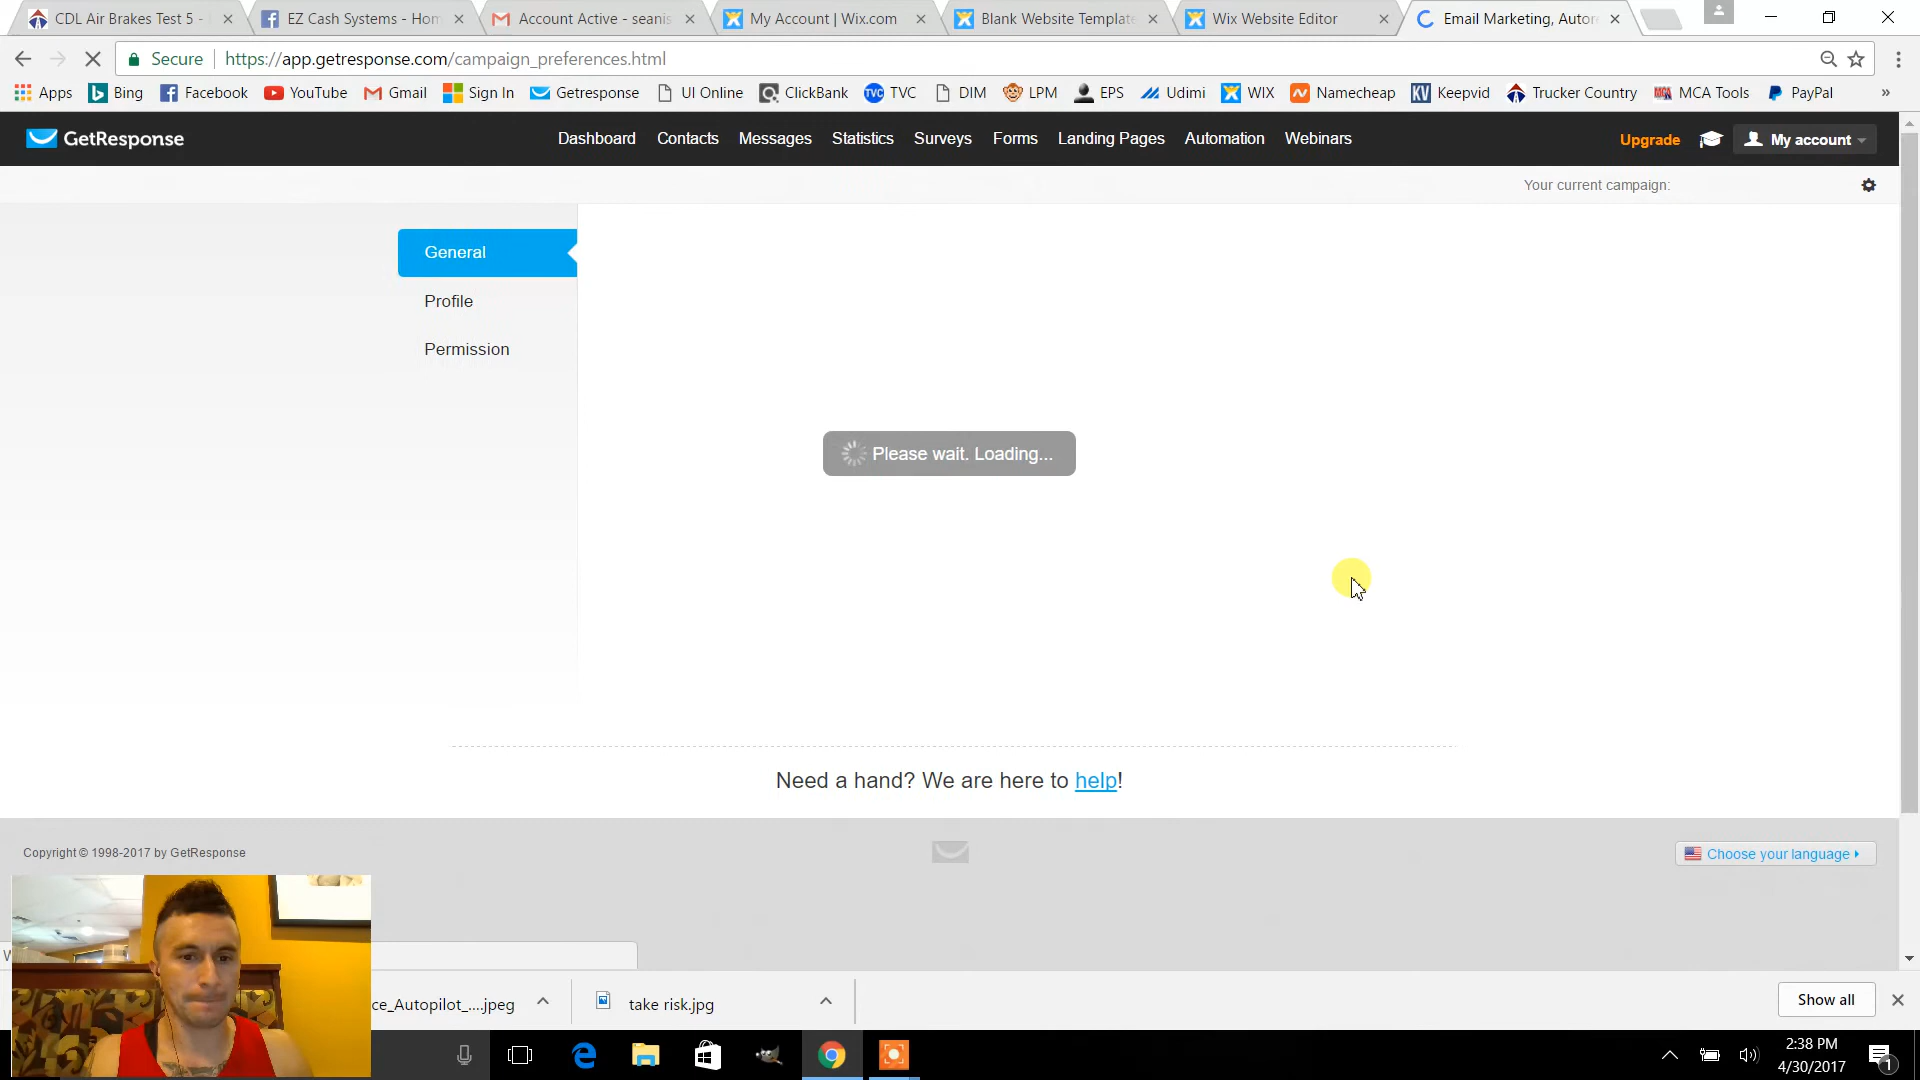 CDL Air Brakes Test 5 -
EZ Cash Systems - Hom
Account Active - seanis
My Account | Wix.com
Blank Website Template
Wix Website Editor
Email Marketing, Autor
Secure
https://app.getresponse.com/campaign_preferences.html
Apps
Bing
Facebook
YouTube
Gmail
Sign In
Getresponse
UI Online
ClickBank
TVC
DIM
LPM
EPS
Udimi
WIX
Namecheap
Keepvid
Trucker Country
MCA Tools
PayPal
»
GetResponse
Dashboard
Contacts
Messages
Statistics
Surveys
Forms
Landing Pages
Automation
Webinars
Upgrade
My account
Your current campaign:
General
Profile
Permission
Please wait. Loading...
Need a hand? We are here to help!
Copyright © 1998-2017 by GetResponse
Choose your language
ce_Autopilot_....jpeg
take risk.jpg
Show all
2:38 PM
4/30/2017
1